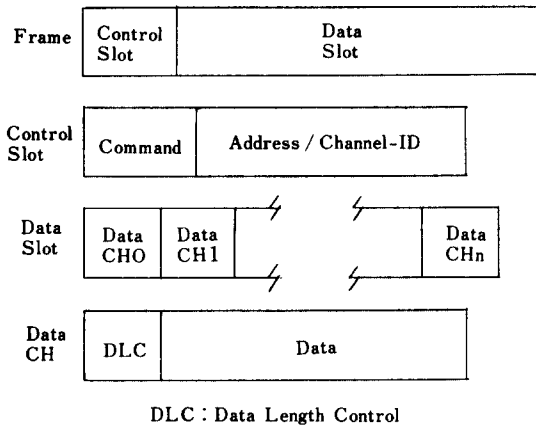 Frame
Control
Slot
Data
Slot
Control
Slot
Command
Address / Channel-ID
Data
Slot
Data
CH0
Data
CH1
Data
CHn
Data
CH
DLC
Data
DLC : Data Length Control